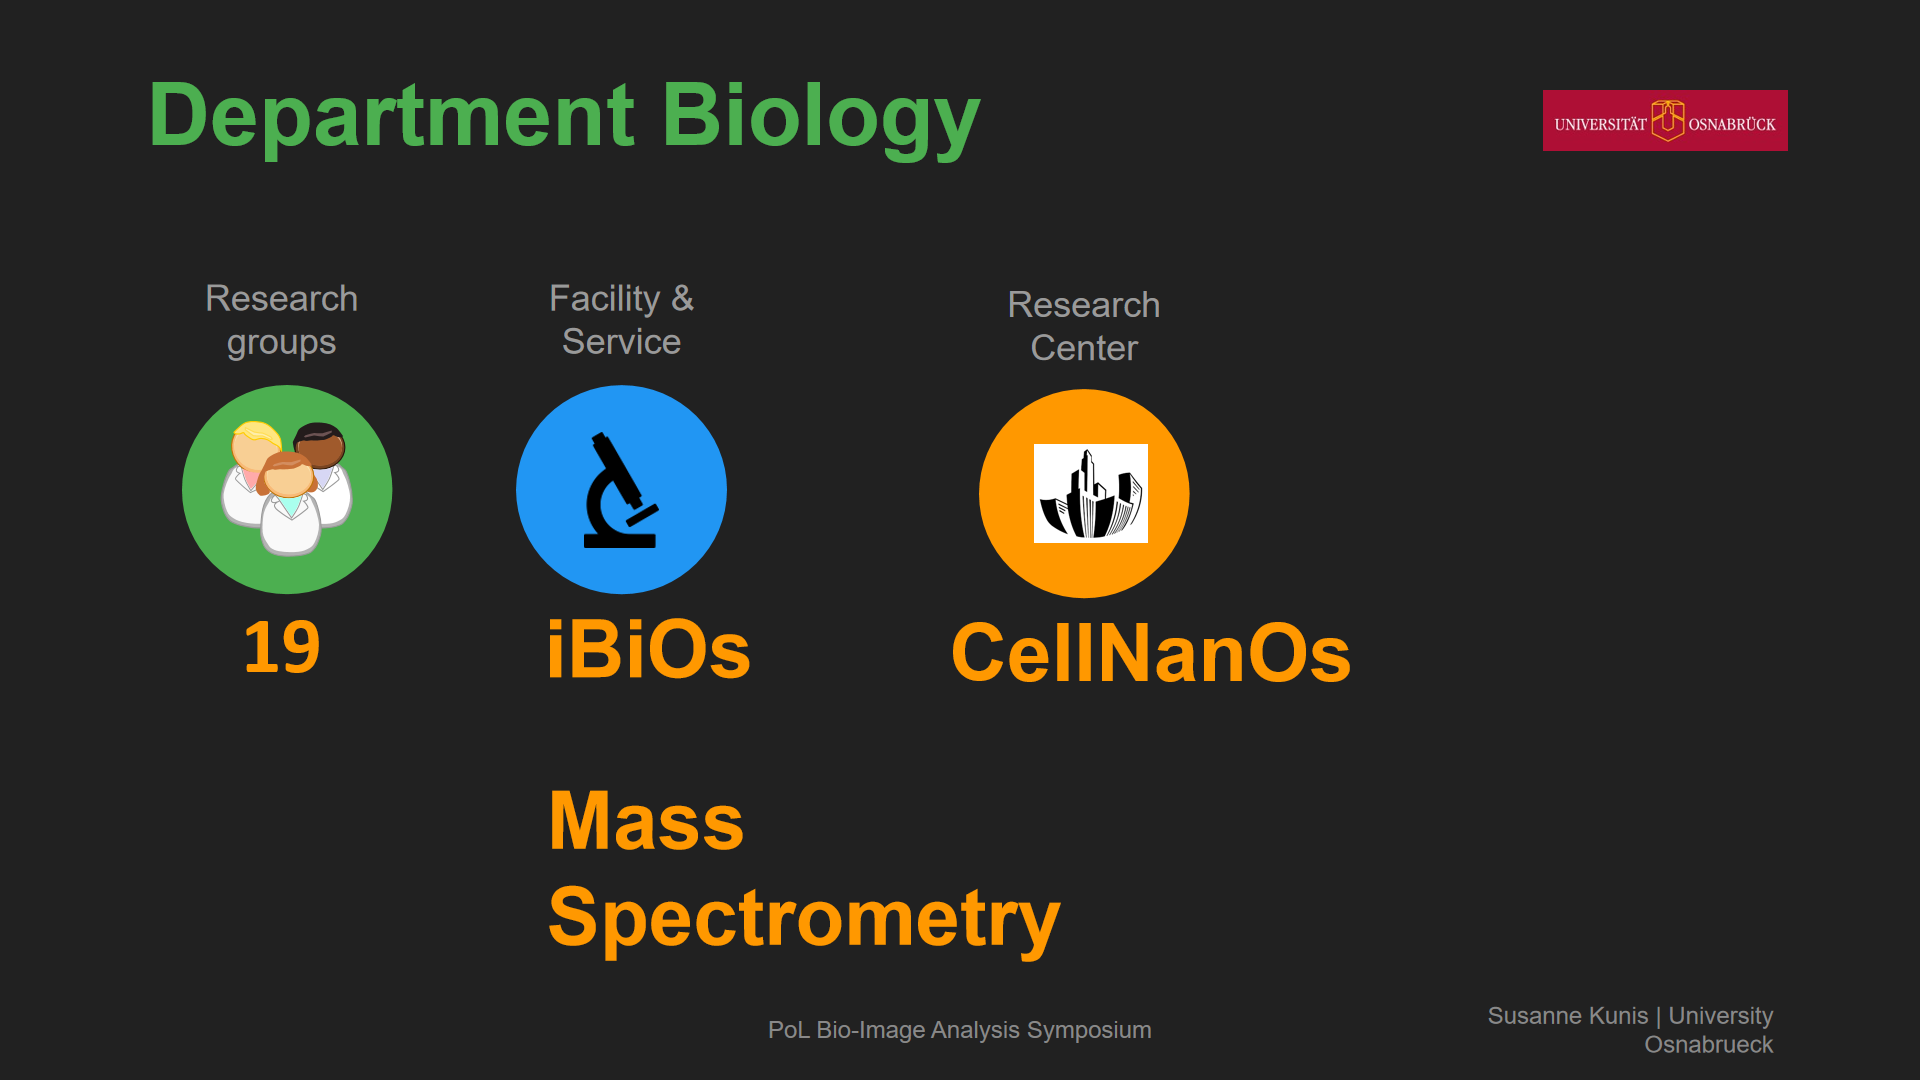 Department Biology
UNIVERSITÄT OSNABRÜCK
Research
groups
19
Facility &
Service
iBiOs
Mass
Spectrometry
Research
Center
CellNanOs
PoL Bio-Image Analysis Symposium
Susanne Kunis | University
Osnabrueck